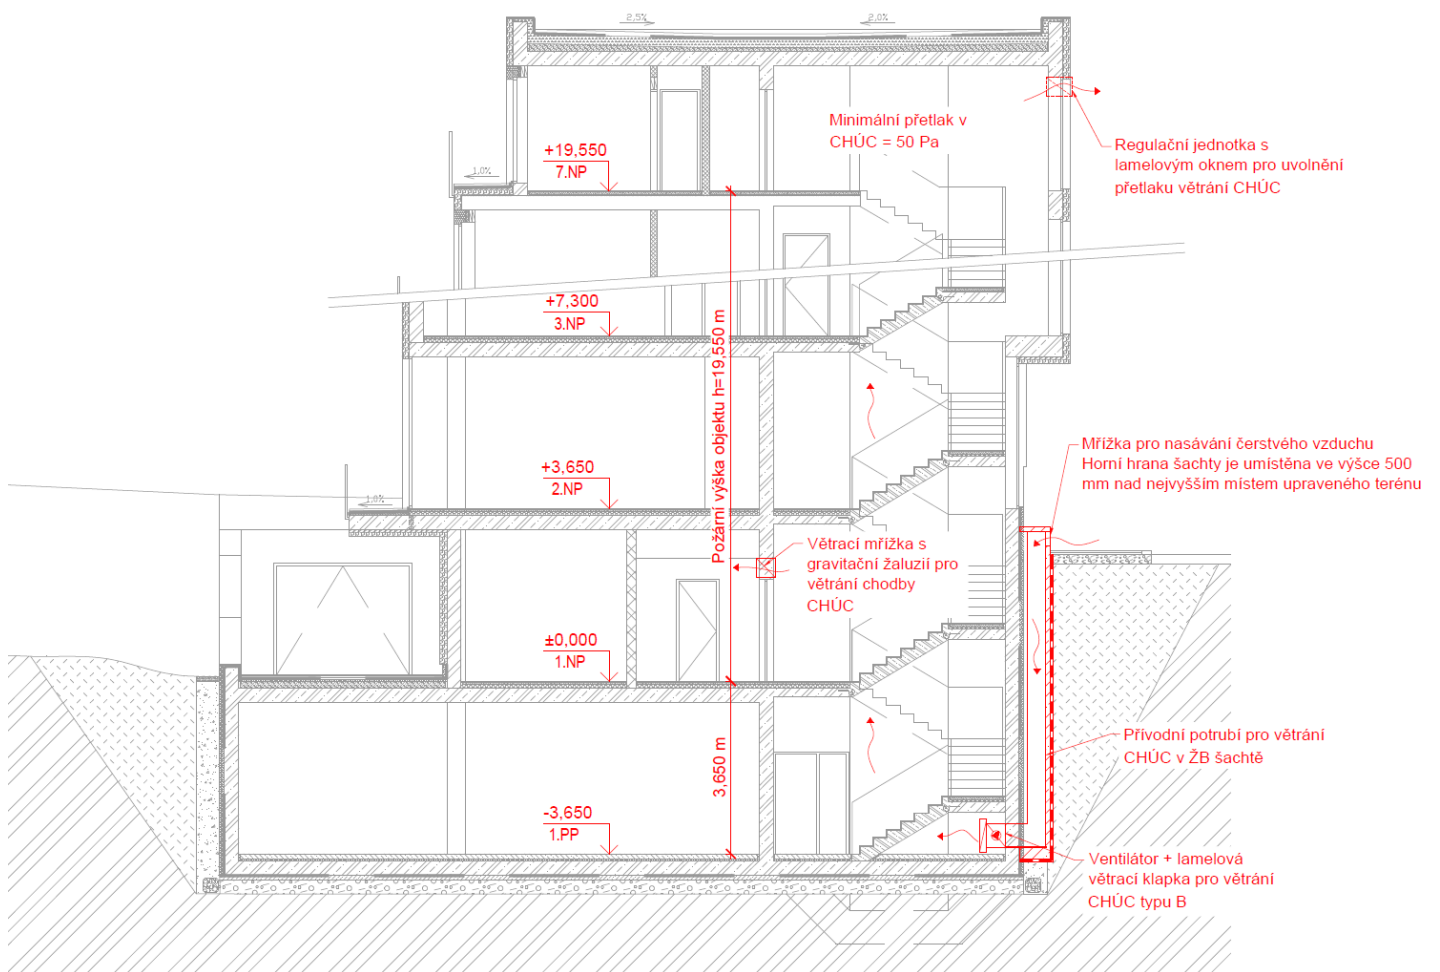 2,5%
2,0%
Minimální přetlak v
CHÚC = 50 Pa
Regulační jednotka s
lamelovým oknem pro uvolnění
přetlaku větrání CHÚC
+19,550
7.NP
1,0%
+7,300
3.NP
Požární výška objektu h=19,550 m
Mřížka pro nasávání čerstvého vzduchu
Horní hrana šachty je umístěna ve výšce 500
mm nad nejvyšším místem upraveného terénu
+3,650
2.NP
1,0%
Větrací mřížka s
gravitační žaluzií pro
větrání chodby
CHÚC
±0,000
1.NP
Přívodní potrubí pro větrání
CHÚC v ŽB šachtě
3,650 m
-3,650
1.PP
Ventilátor + lamelová
větrací klapka pro větrání
CHÚC typu B